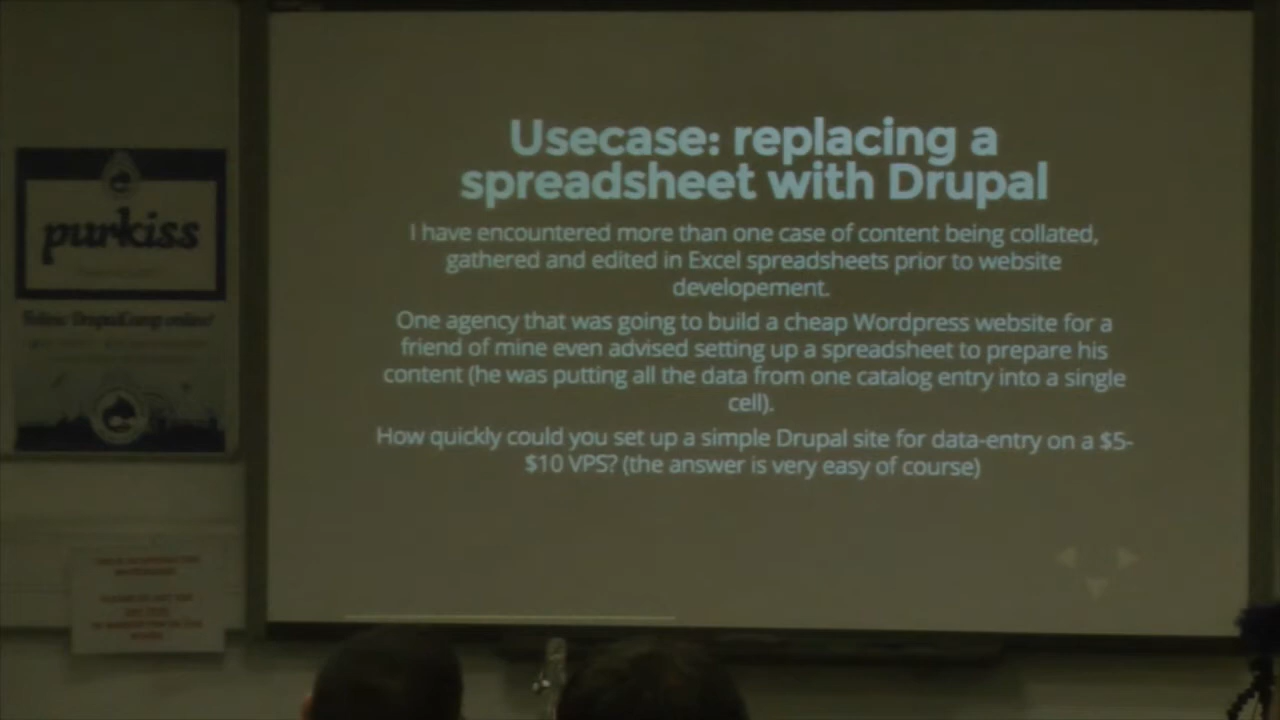 Usecase: replacing a
spreadsheet with Drupal
I have encountered more than one case of content being collated,
gathered and edited in Excel spreadsheets prior to website
developement.
One agency that was going to build a cheap Wordpress website for a
friend of mine even advised setting up a spreadsheet to prepare his
content (he was putting all the data from one catalog entry into a single
cell).
How quickly could you set up a simple Drupal site for data-entry on a $5-
$10 VPS? (the answer is very easy of course)
purkiss